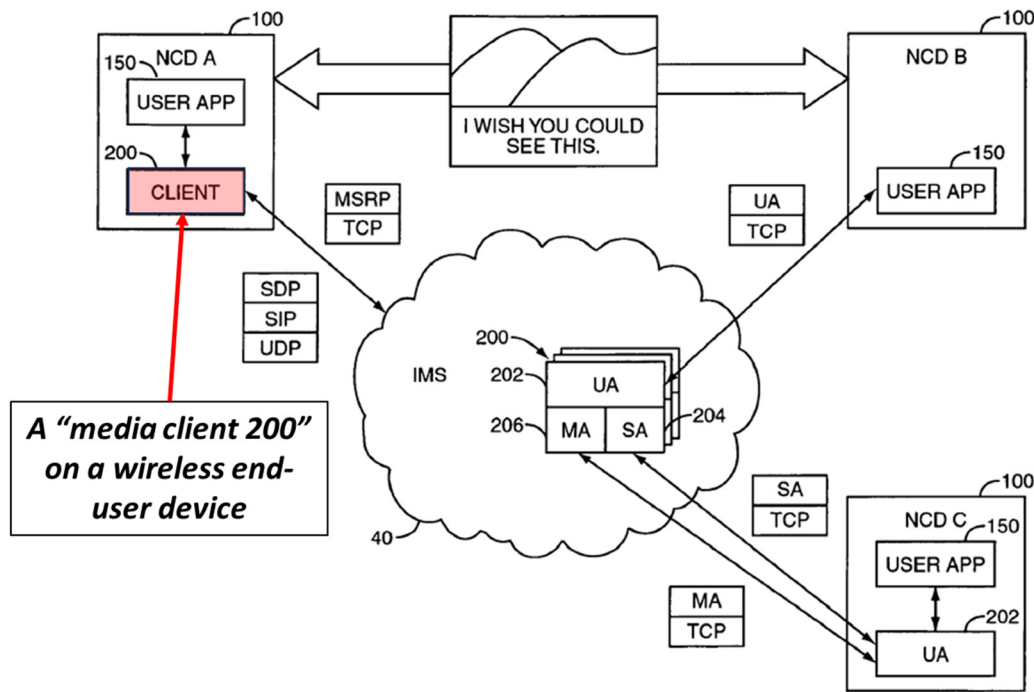 100
NCD A
150
USER APP
200
CLIENT
I WISH YOU COULD
SEE THIS.
100
NCD B
150
USER APP
MSRP
TCP
UA
TCP
SDP
SIP
UDP
A “media client 200”
on a wireless end-
user device
IMS
200
202
UA
206
MA
SA
204
40
SA
TCP
MA
TCP
100
NCD C
150
USER APP
202
UA